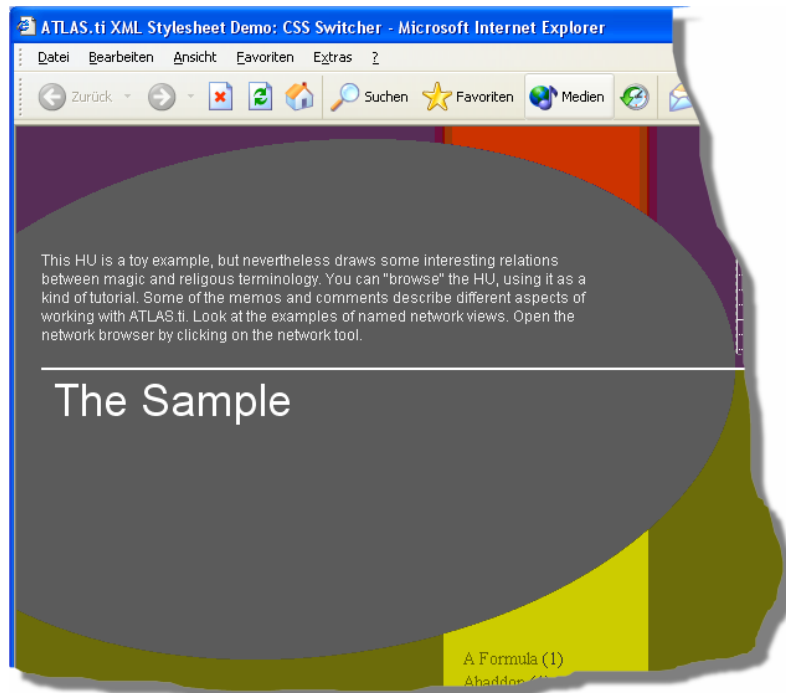 ATLAS.ti XML Stylesheet Demo: CSS Switcher - Microsoft Internet Explorer
Datei Bearbeiten Ansicht Favoriten Extras ?
Zurück Suchen Favoriten Medien
This HU is a toy example, but nevertheless draws some interesting relations
between magic and religous terminology. You can "browse" the HU, using it as a
kind of tutorial. Some of the memos and comments describe different aspects of
working with ATLAS.ti. Look at the examples of named network views. Open the
network browser by clicking on the network tool.
The Sample
A Formula (1)
Abaddon